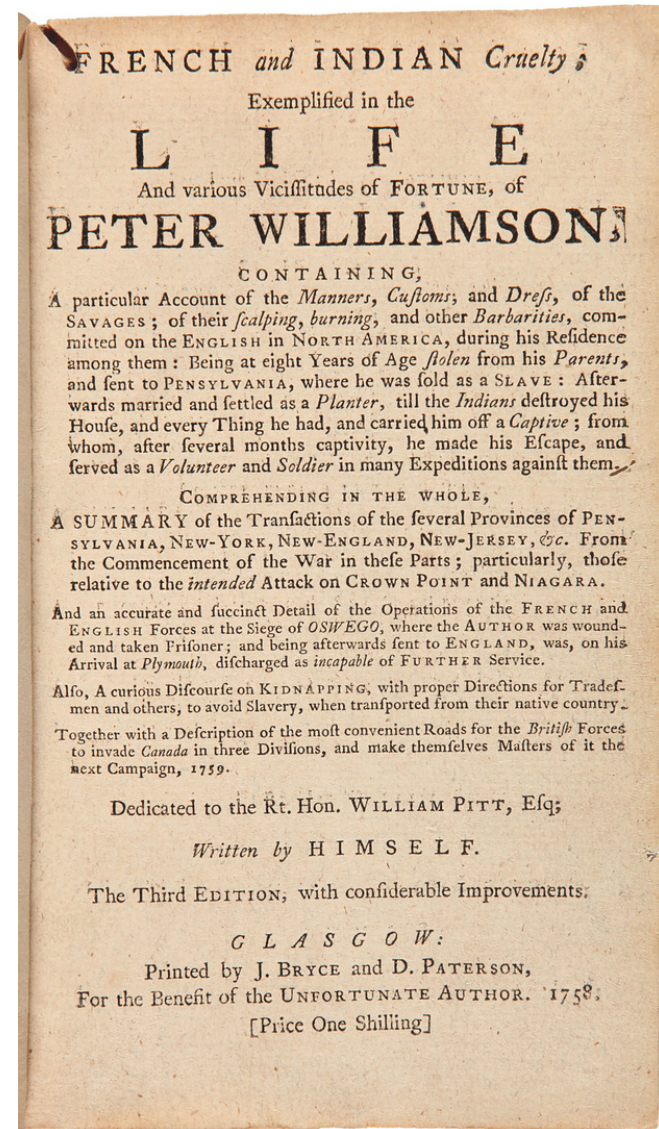 FRENCH and INDIAN Cruelty;
Exemplified in the
LIFE
And various Viciſſitudes of FORTUNE, of
PETER WILLIAMSON:
CONTAINING,
A particular Account of the Manners, Cuſtoms, and Dreſs, of the
SAVAGES; of their ſcalping, burning, and other Barbarities, com-
mitted on the ENGLISH in NORTH AMERICA, during his Reſidence
among them: Being at eight Years of Age ſtolen from his Parents,
and ſent to PENSYLVANIA, where he was ſold as a SLAVE: After-
wards married and ſettled as a Planter, till the Indians deſtroyed his
Houſe, and every Thing he had, and carried him off a Captive; from
whom, after ſeveral months captivity, he made his Eſcape, and
ſerved as a Volunteer and Soldier in many Expeditions againſt them.
COMPREHENDING IN THE WHOLE,
A SUMMARY of the Tranſactions of the ſeveral Provinces of PEN-
SYLVANIA, NEW-YORK, NEW-ENGLAND, NEW-JERSEY, &c. From
the Commencement of the War in theſe Parts; particularly, thoſe
relative to the intended Attack on CROWN POINT and NIAGARA.
And an accurate and ſuccinct Detail of the Operations of the FRENCH and
ENGLISH Forces at the Siege of OSWEGO, where the AUTHOR was wound-
ed and taken Priſoner; and being afterwards ſent to ENGLAND, was, on his
Arrival at Plymouth, diſcharged as incapable of FURTHER Service.
Alſo, A curious Diſcourſe on KIDNAPPING, with proper Directions for Tradeſ-
men and others, to avoid Slavery, when tranſported from their native country.
Together with a Deſcription of the moſt convenient Roads for the Britiſh Forces
to invade Canada in three Diviſions, and make themſelves Maſters of it the
next Campaign, 1759.
Dedicated to the Rt. Hon. WILLIAM PITT, Eſq;
Written by HIMSELF.
The Third EDITION, with conſiderable Improvements.
GLASGOW:
Printed by J. BRYCE and D. PATERSON,
For the Benefit of the UNFORTUNATE AUTHOR. 1758.
[Price One Shilling]